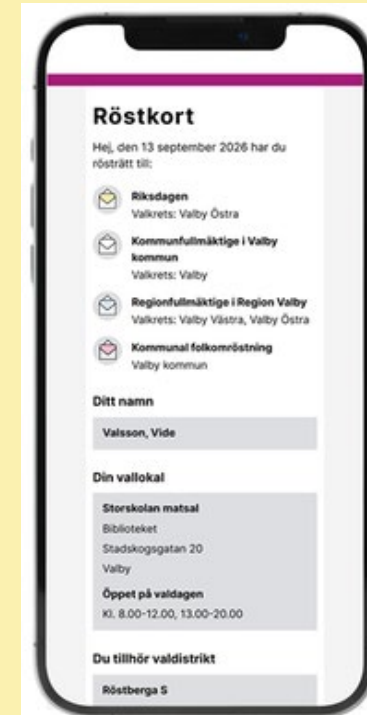 Röstkort
Hej, den 13 september 2026 har du
rösträtt till:
Riksdagen
Valkrets: Valby Östra
Kommunfullmäktige i Valby
kommun
Valkrets: Valby
Regionfullmäktige i Region Valby
Valkrets: Valby Västra, Valby Östra
Kommunal folkomröstning
Valby kommun
Ditt namn
Valsson, Vide
Din vallokal
Storskolan matsal
Biblioteket
Stadskogsgatan 20
Valby
Öppet på valdagen
Kl. 8.00-12.00, 13.00-20.00
Du tillhör valdistrikt
Röstberga S